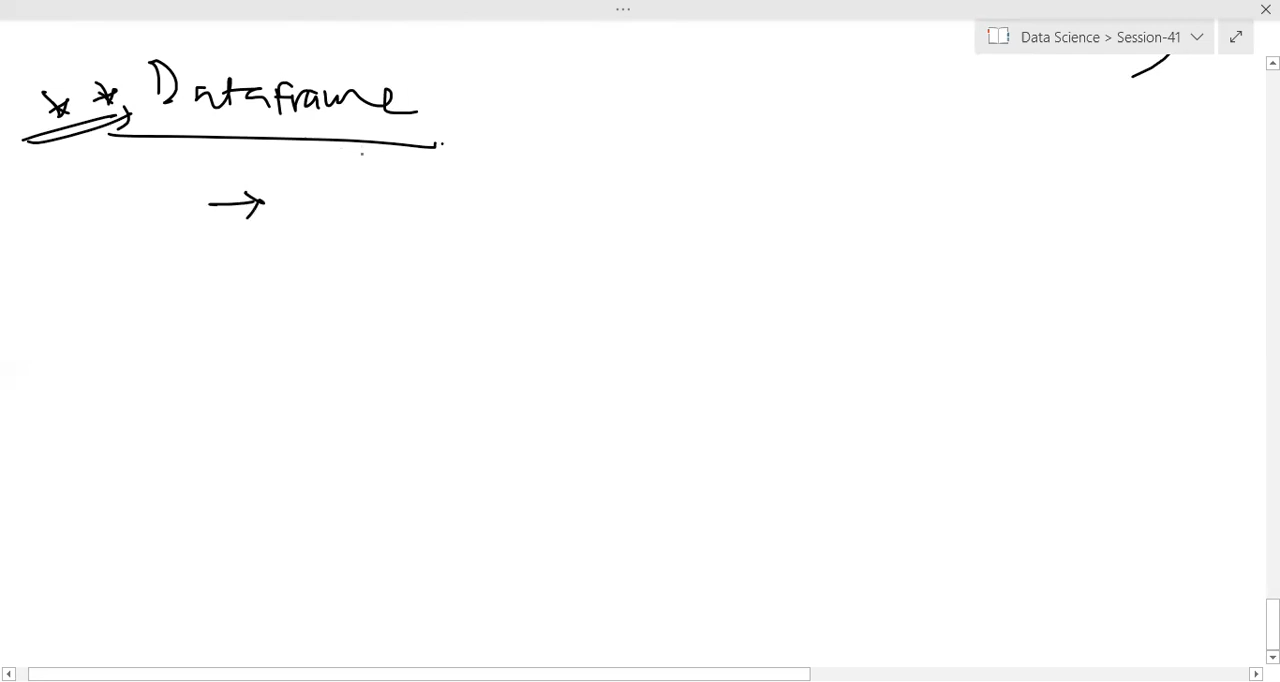 Data Science > Session-41
** Dataframe
→